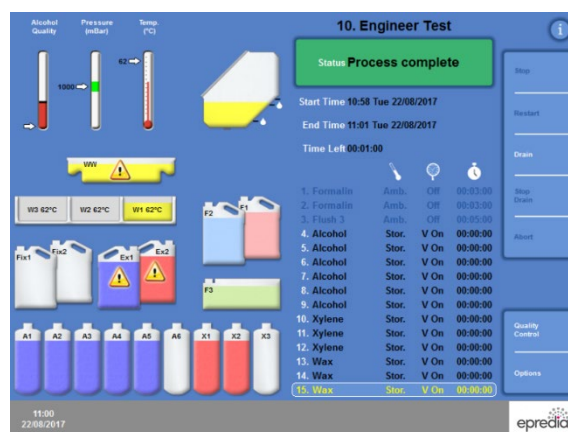 Alcohol Quality
Pressure (mBar)
Temp. (°C)
10. Engineer Test
i
62
1000
Status Process complete
Start Time 10:58 Tue 22/08/2017
End Time 11:01 Tue 22/08/2017
Time Left 00:01:00
WW
W3 62°C
W2 62°C
W1 62°C
F2
F1
Fix1
Fix2
Ex1
Ex2
F3
A1
A2
A3
A4
A5
A6
X1
X2
X3
1. Formalin Amb. Off 00:03:00
2. Formalin Amb. Off 00:03:00
3. Flush 3 Amb. Off 00:05:00
4. Alcohol Stor. V On 00:00:00
5. Alcohol Stor. V On 00:00:00
6. Alcohol Stor. V On 00:00:00
7. Alcohol Stor. V On 00:00:00
8. Alcohol Stor. V On 00:00:00
9. Alcohol Stor. V On 00:00:00
10. Xylene Stor. V On 00:00:00
11. Xylene Stor. V On 00:00:00
12. Xylene Stor. V On 00:00:00
13. Wax Stor. V On 00:00:00
14. Wax Stor. V On 00:00:00
15. Wax Stor. V On 00:00:00
Stop
Restart
Drain
Stop Drain
Abort
Quality Control
Options
11:00
22/08/2017
epredia